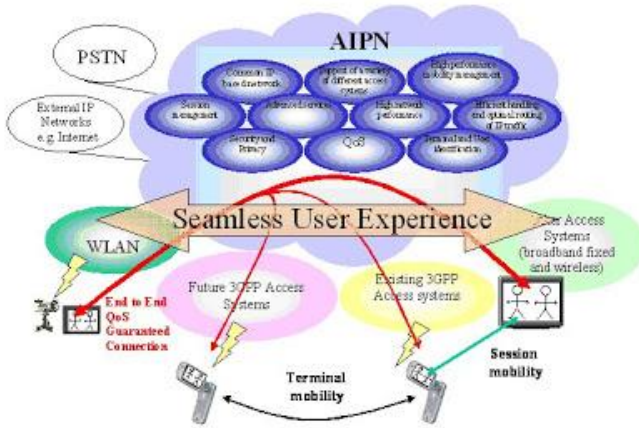 AIPN
PSTN
External IP
Networks
e.g. Internet
Common IP
based network
Support of a variety
of different access
systems
High performance
mobility management
Session
management
Advanced services
High network
performance
Efficient handling
and optimal routing
of IP traffic
Security and
Privacy
QoS
Terminal and User
identification
Seamless User Experience
WLAN
Access
Systems
(broadband fixed
and wireless)
End to End
QoS
Guaranteed
Connection
Future 3GPP Access
Systems
Existing 3GPP
Access systems
Terminal
mobility
Session
mobility